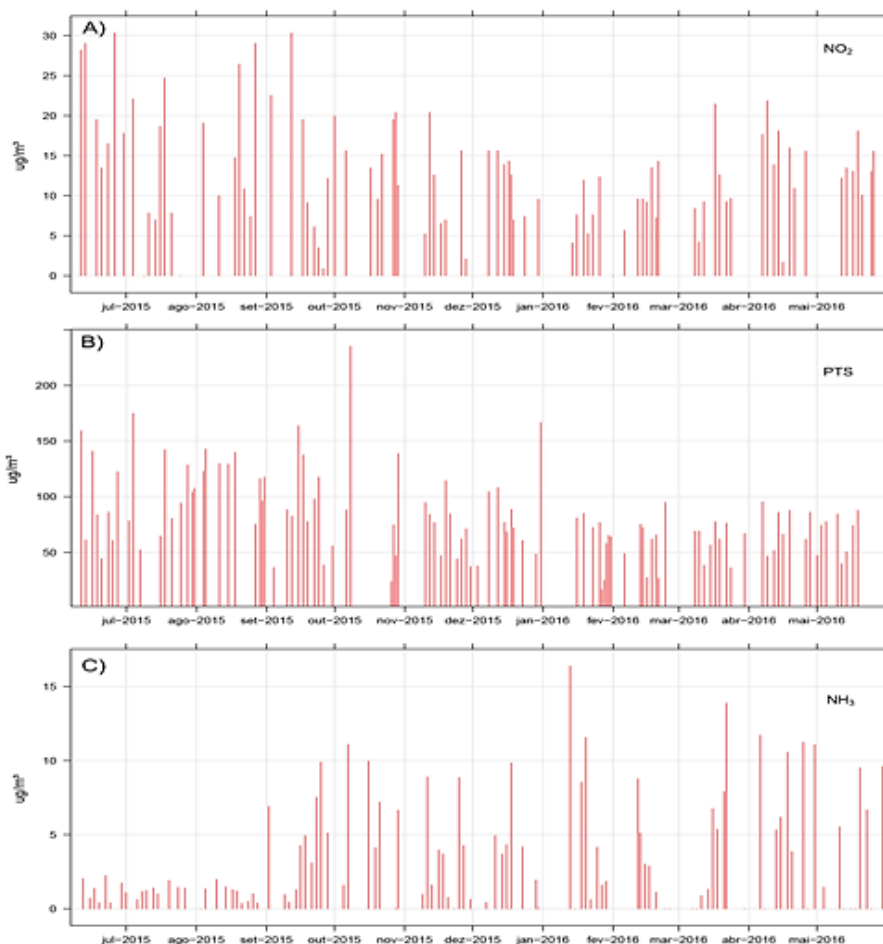 A)
NO₂
30
25
20
15
10
5
0
ug/m³
jul−2015 ago−2015 set−2015 out−2015 nov−2015 dez−2015 jan−2016 fev−2016 mar−2016 abr−2016 mai−2016
B)
PTS
200
150
100
50
ug/m³
jul−2015 ago−2015 set−2015 out−2015 nov−2015 dez−2015 jan−2016 fev−2016 mar−2016 abr−2016 mai−2016
C)
NH₃
15
10
5
0
ug/m³
jul−2015 ago−2015 set−2015 out−2015 nov−2015 dez−2015 jan−2016 fev−2016 mar−2016 abr−2016 mai−2016